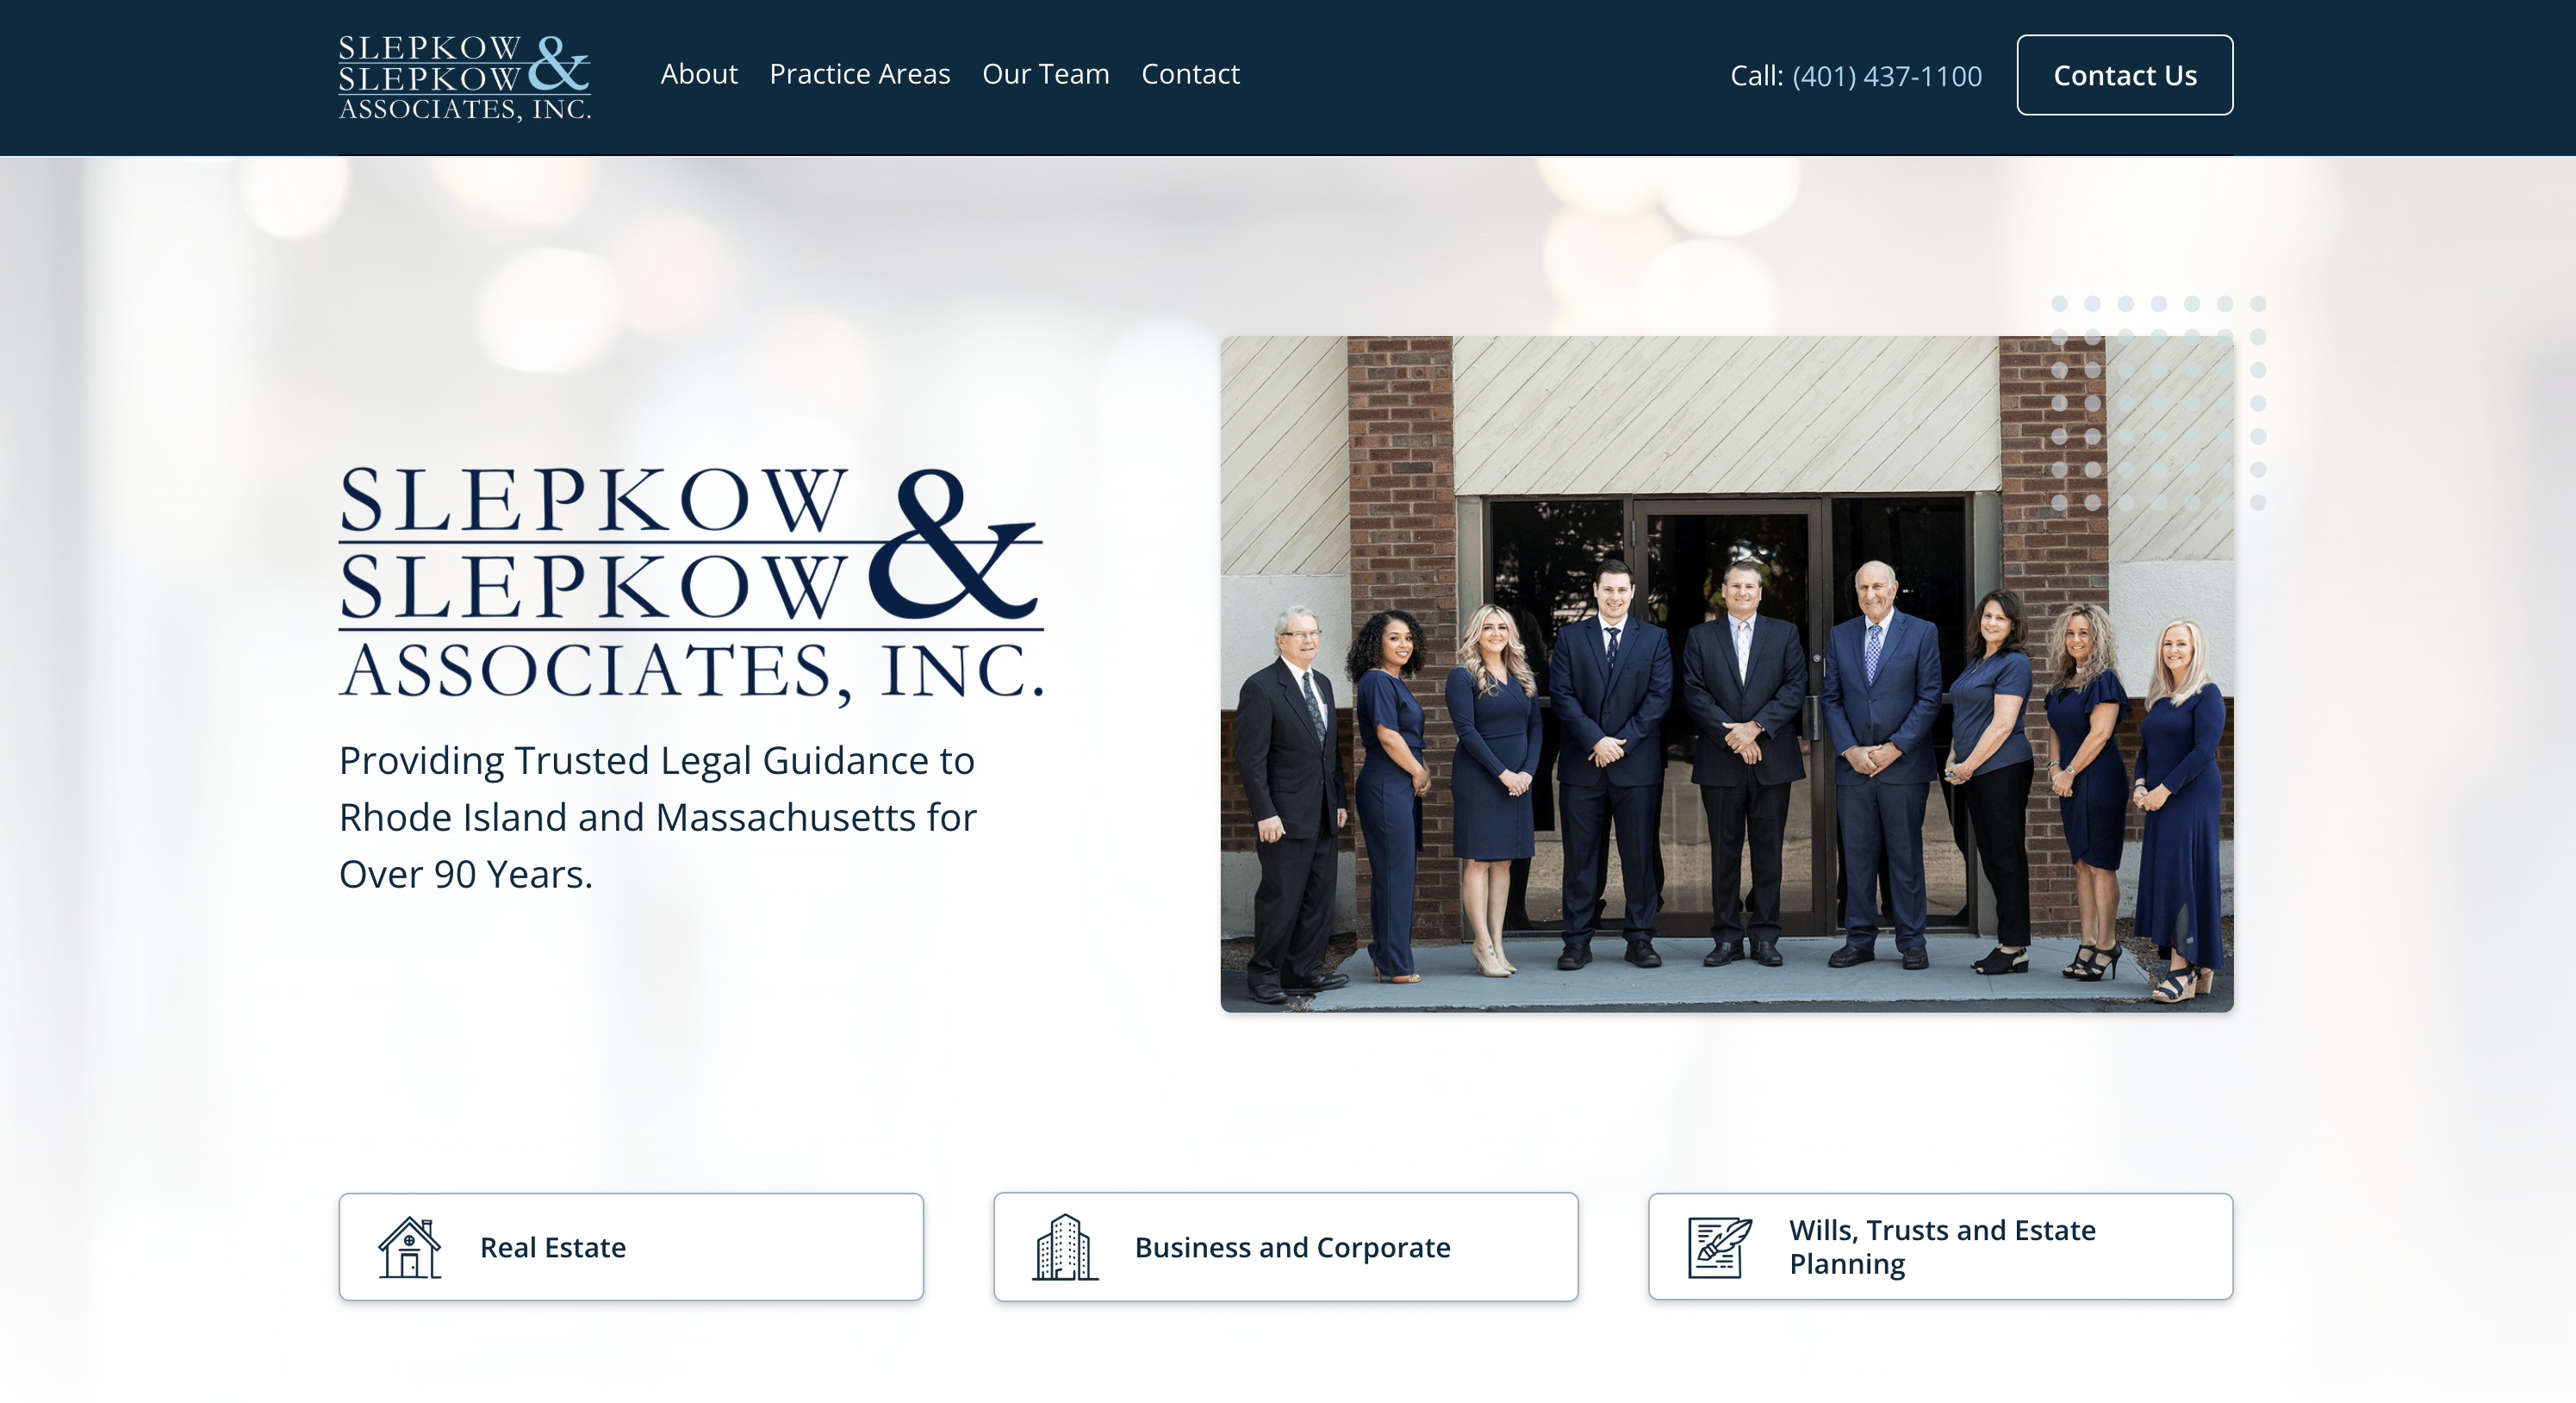 SLEPKOW &
SLEPKOW
ASSOCIATES, INC.
About
Practice Areas
Our Team
Contact
Call: (401) 437-1100
Contact Us
SLEPKOW &
SLEPKOW
ASSOCIATES, INC.
Providing Trusted Legal Guidance to
Rhode Island and Massachusetts for
Over 90 Years.
Real Estate
Business and Corporate
Wills, Trusts and Estate
Planning